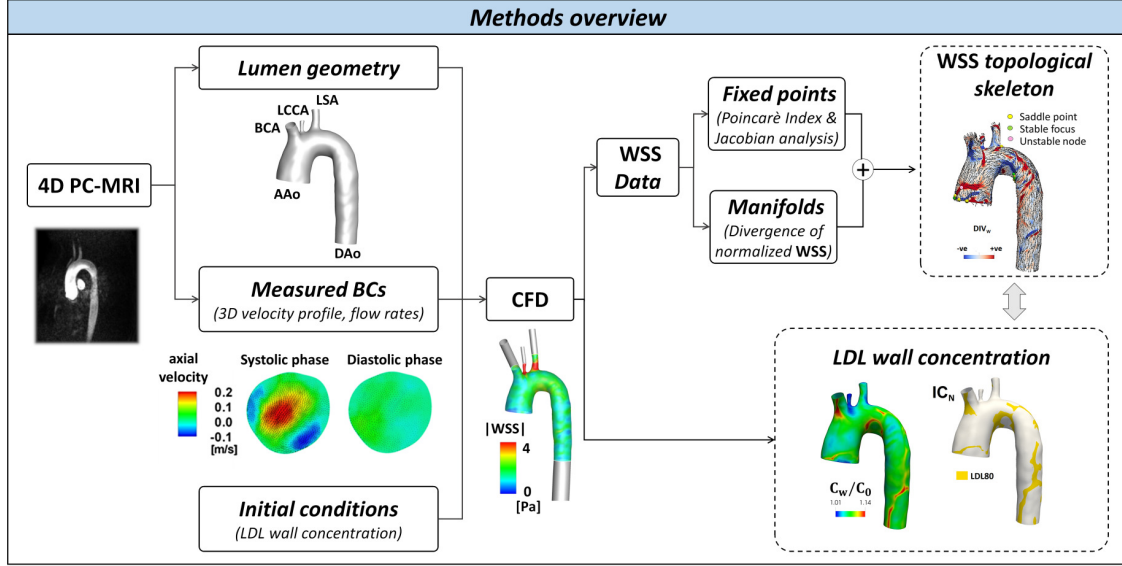 Methods overview
4D PC-MRI
Lumen geometry
LSA
LCCA
BCA
AAo
DAo
Measured BCs
(3D velocity profile, flow rates)
axial
velocity
0.2
0.1
0.0
-0.1
[m/s]
Systolic phase
Diastolic phase
Initial conditions
(LDL wall concentration)
CFD
|WSS|
4
0
[Pa]
WSS
Data
Fixed points
(Poincarè Index &
Jacobian analysis)
Manifolds
(Divergence of
normalized WSS)
+
WSS topological
skeleton
Saddle point
Stable focus
Unstable node
DIVw
-ve
+ve
LDL wall concentration
Cw/C0
1.01
1.14
ICN
LDL80